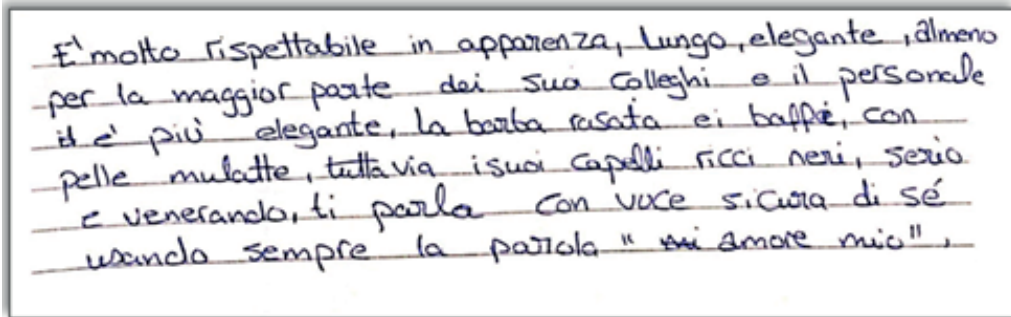 E' molto rispettabile in apparenza, lungo, elegante, almeno
per la maggior parte dei sua colleghi e il personale
è più elegante, la barba rasata ei baffi, con
pelle mulatte, tuttavia i suoi capelli ricci neri, serio
e venerando, ti parla con voce sicura di sé
usando sempre la parola " amore mio",